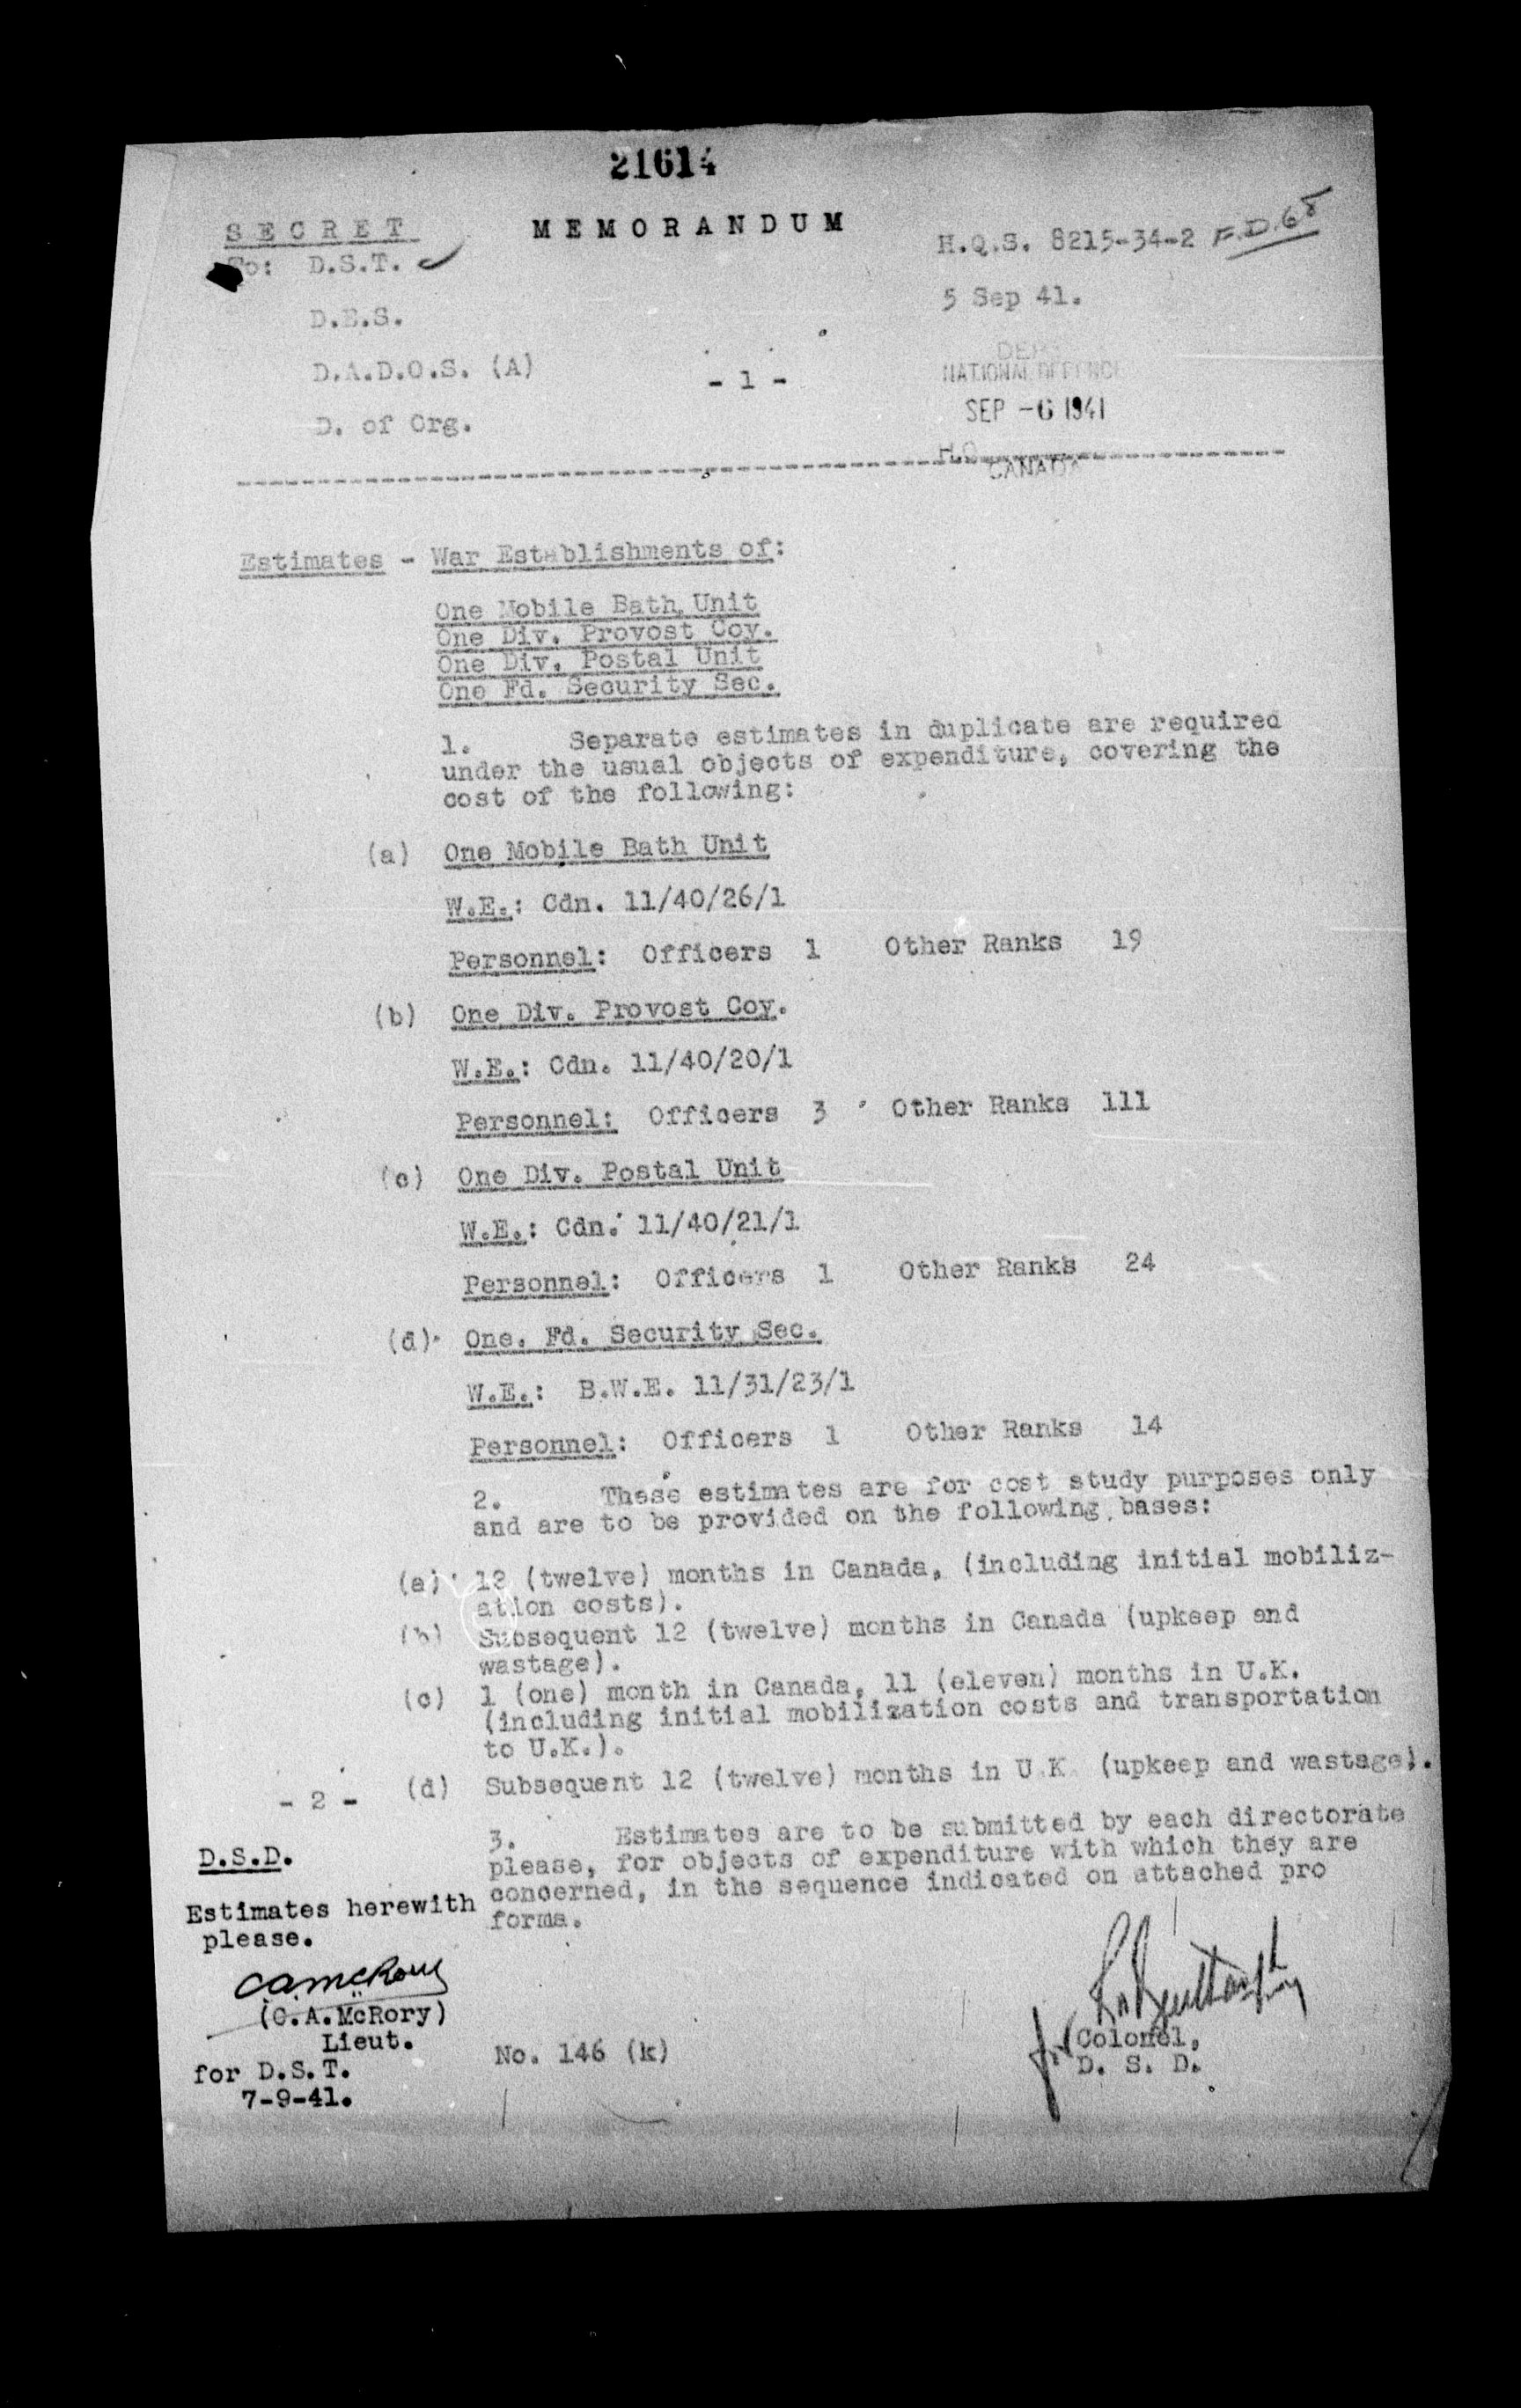 21614
SECRET
MEMORANDUM
H.Q.S. 8215-34-2 F.D. 68
To: D.S.T.
5 Sep 41.
D.E.S.
D.A.D.O.S. (A)
- 1 -
NATIONAL DEFENCE
SEP -6 1941
D. of Org.
H.Q.
CANADA
Estimates - War Establishments of:
One Mobile Bath Unit
One Div. Provost Coy.
One Div. Postal Unit
One Fd. Security Sec.
1. Separate estimates in duplicate are required
under the usual objects of expenditure, covering the
cost of the following:
(a) One Mobile Bath Unit
W.E.: Cdn. 11/40/26/1
Personnel: Officers 1 Other Ranks 19
(b) One Div. Provost Coy.
W.E.: Cdn. 11/40/20/1
Personnel: Officers 3 Other Ranks 111
(c) One Div. Postal Unit
W.E.: Cdn. 11/40/21/1
Personnel: Officers 1 Other Ranks 24
(d) One. Fd. Security Sec.
W.E.: B.W.E. 11/31/23/1
Personnel: Officers 1 Other Ranks 14
2. These estimates are for cost study purposes only
and are to be provided on the following bases:
(a) 12 (twelve) months in Canada, (including initial mobiliz-
ation costs).
(b) Subsequent 12 (twelve) months in Canada (upkeep and
wastage).
(c) 1 (one) month in Canada, 11 (eleven) months in U.K.
(including initial mobilization costs and transportation
to U.K.).
(d) Subsequent 12 (twelve) months in U.K. (upkeep and wastage).
3. Estimates are to be submitted by each directorate
please, for objects of expenditure with which they are
concerned, in the sequence indicated on attached pro
forma.
- 2 -
D.S.D.
Estimates herewith
please.
CAMcRory
(C.A.McRory)
Lieut.
for D.S.T.
7-9-41.
No. 146 (k)
for
(Colonel,
D. S. D.